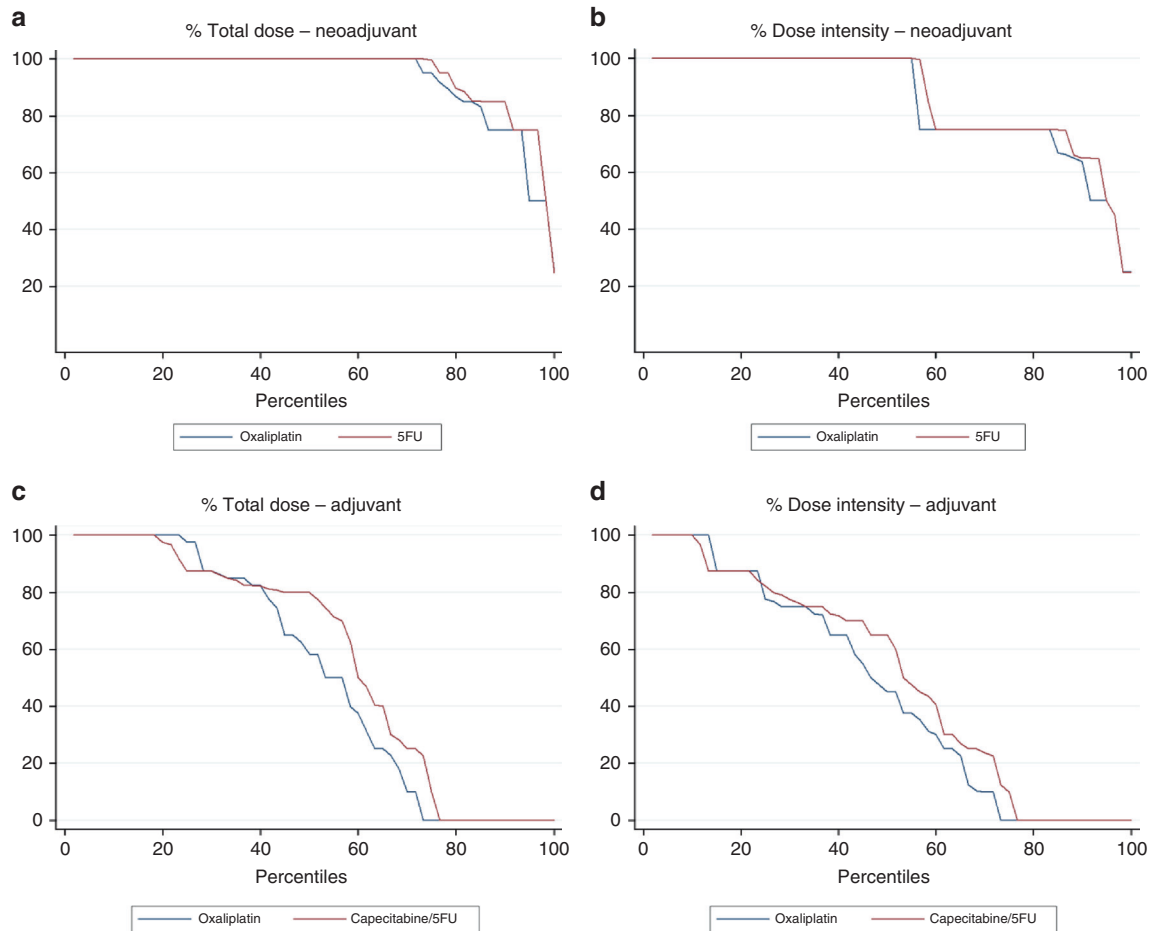 a
% Total dose – neoadjuvant
100
80
60
40
20
0 20 40 60 80 100
Percentiles
Oxaliplatin 5FU
b
% Dose intensity – neoadjuvant
100
80
60
40
20
0 20 40 60 80 100
Percentiles
Oxaliplatin 5FU
c
% Total dose – adjuvant
100
80
60
40
20
0
0 20 40 60 80 100
Percentiles
Oxaliplatin Capecitabine/5FU
d
% Dose intensity – adjuvant
100
80
60
40
20
0
0 20 40 60 80 100
Percentiles
Oxaliplatin Capecitabine/5FU